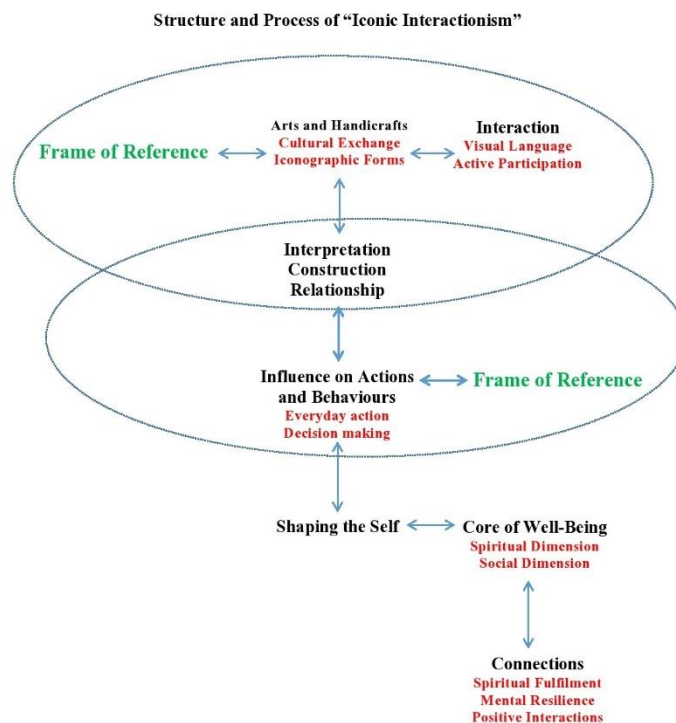 Structure and Process of “Iconic Interactionism”
Frame of Reference
Arts and Handicrafts
Cultural Exchange
Iconographic Forms
Interaction
Visual Language
Active Participation
Interpretation
Construction
Relationship
Influence on Actions
and Behaviours
Everyday action
Decision making
Frame of Reference
Shaping the Self
Core of Well-Being
Spiritual Dimension
Social Dimension
Connections
Spiritual Fulfilment
Mental Resilience
Positive Interactions